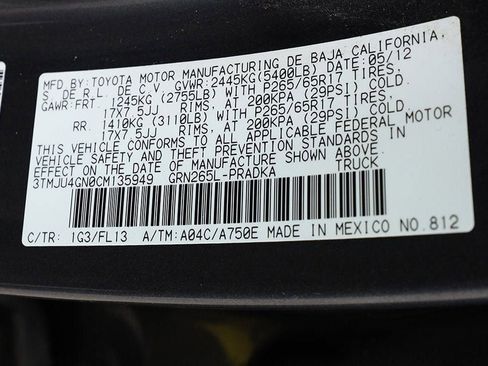 MFD.BY:TOYOTA MOTOR MANUFACTURING DE BAJA CALIFORNIA,
S DE R.L. DE C.V. GVWR:2445KG(5400LB) DATE:05/12
GAWR:FRT. 1245KG (2755LB) WITH P265/65R17 TIRES,
17X7.5JJ RIMS, AT 200KPA (29PSI) COLD.
RR. 1410KG (3110LB) WITH P265/65R17 TIRES,
17X7.5JJ RIMS, AT 200KPA (29PSI) COLD.
THIS VEHICLE CONFORMS TO ALL APPLICABLE FEDERAL MOTOR
VEHICLE SAFETY AND THEFT PREVENTION STANDARDS IN
EFFECT ON THE DATE OF MANUFACTURE SHOWN ABOVE.
3TMJU4GN0CM135949 GRN265L-PRADKA TRUCK
C/TR: 1G3/FL13 A/TM:A04C/A750E MADE IN MEXICO NO.812